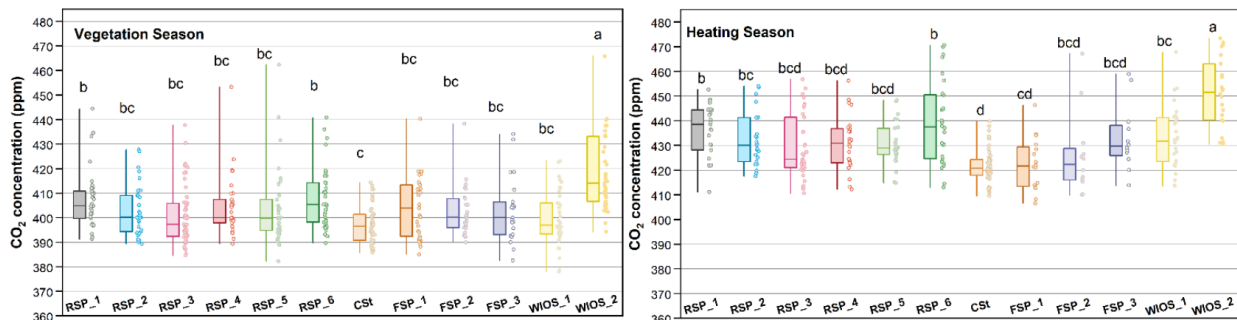 Vegetation Season
CO₂ concentration (ppm)
480
470
460
450
440
430
420
410
400
390
380
370
360
b
bc
bc
bc
bc
b
c
bc
bc
bc
bc
a
RSP_1
RSP_2
RSP_3
RSP_4
RSP_5
RSP_6
CSt
FSP_1
FSP_2
FSP_3
WIOS_1
WIOS_2
Heating Season
CO₂ concentration (ppm)
480
470
460
450
440
430
420
410
400
390
380
370
360
b
bc
bcd
bcd
bcd
b
d
cd
bcd
bcd
bc
a
RSP_1
RSP_2
RSP_3
RSP_4
RSP_5
RSP_6
CSt
FSP_1
FSP_2
FSP_3
WIOS_1
WIOS_2